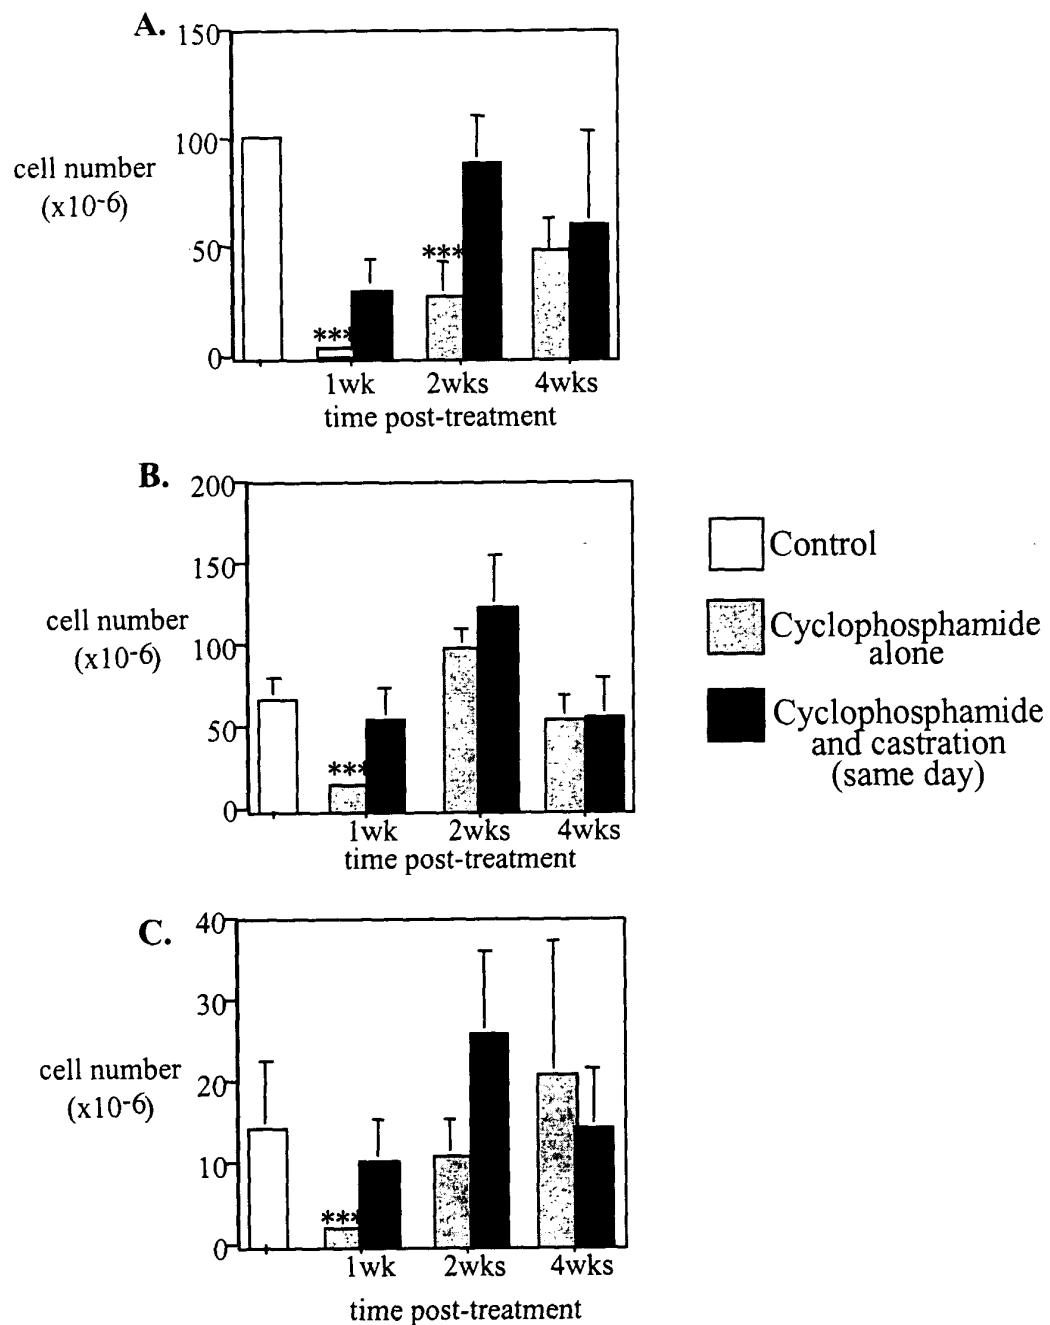 A.
150
100
50
0
cell number
(x10-6)
***
***
1wk 2wks 4wks
time post-treatment
B.
200
150
100
50
0
cell number
(x10-6)
***
1wk 2wks 4wks
time post-treatment
Control
Cyclophosphamide
alone
Cyclophosphamide
and castration
(same day)
C.
40
30
20
10
0
cell number
(x10-6)
***
1wk 2wks 4wks
time post-treatment